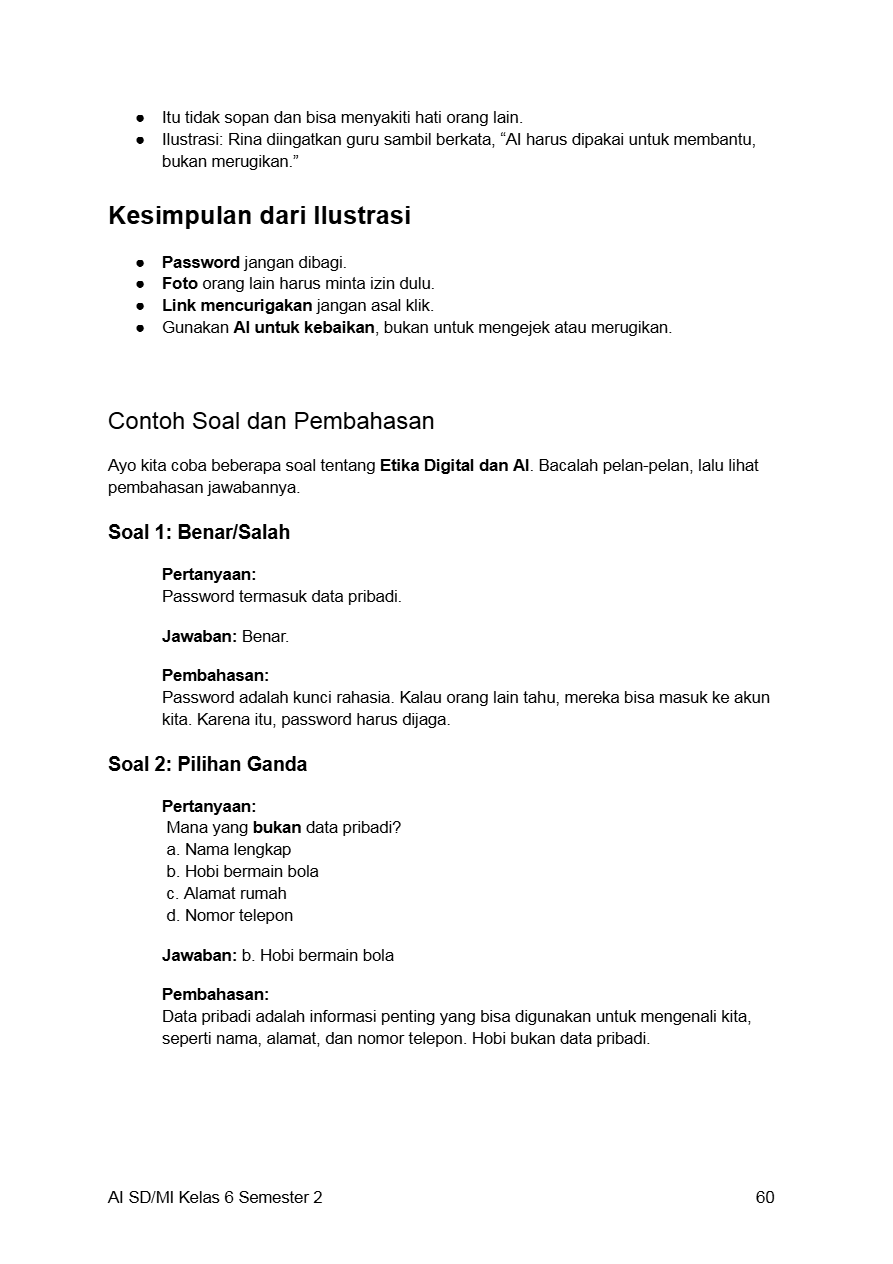 ● Itu tidak sopan dan bisa menyakiti hati orang lain.
● Ilustrasi: Rina diingatkan guru sambil berkata, “AI harus dipakai untuk membantu,
bukan merugikan.”
Kesimpulan dari Ilustrasi
● Password jangan dibagi.
● Foto orang lain harus minta izin dulu.
● Link mencurigakan jangan asal klik.
● Gunakan AI untuk kebaikan, bukan untuk mengejek atau merugikan.
Contoh Soal dan Pembahasan
Ayo kita coba beberapa soal tentang Etika Digital dan AI. Bacalah pelan-pelan, lalu lihat
pembahasan jawabannya.
Soal 1: Benar/Salah
Pertanyaan:
Password termasuk data pribadi.
Jawaban: Benar.
Pembahasan:
Password adalah kunci rahasia. Kalau orang lain tahu, mereka bisa masuk ke akun
kita. Karena itu, password harus dijaga.
Soal 2: Pilihan Ganda
Pertanyaan:
Mana yang bukan data pribadi?
a. Nama lengkap
b. Hobi bermain bola
c. Alamat rumah
d. Nomor telepon
Jawaban: b. Hobi bermain bola
Pembahasan:
Data pribadi adalah informasi penting yang bisa digunakan untuk mengenali kita,
seperti nama, alamat, dan nomor telepon. Hobi bukan data pribadi.
AI SD/MI Kelas 6 Semester 2 60